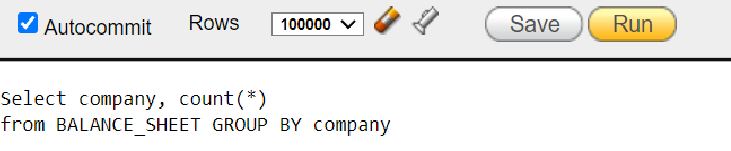 Autocommit Rows 100000 Save Run
Select company, count(*)
from BALANCE_SHEET GROUP BY company